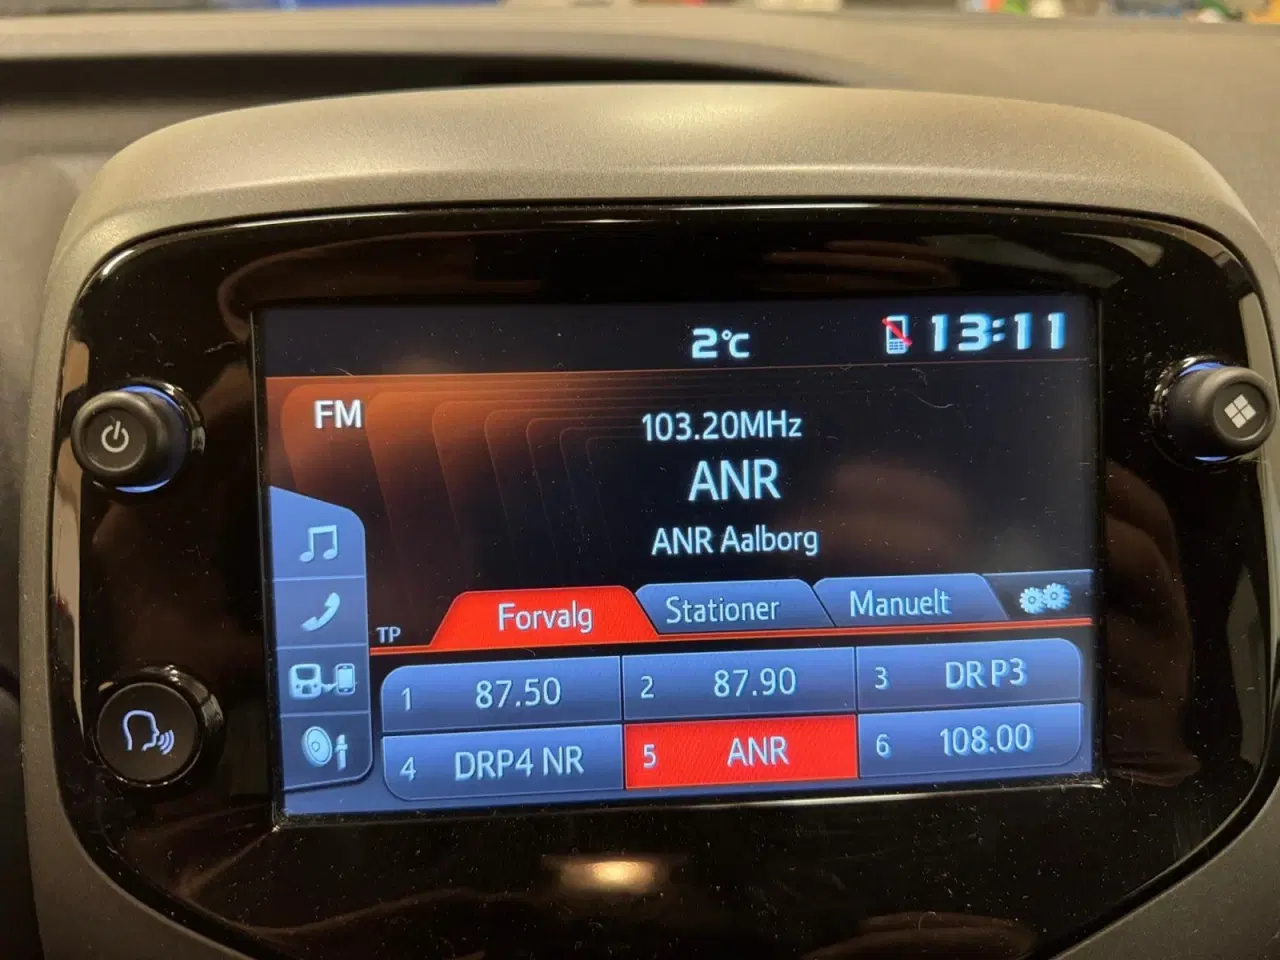 2°C 13:11
FM
103.20MHz
ANR
ANR Aalborg
TP Forvalg Stationer Manuelt
1 87.50 2 87.90 3 DR P3
4 DRP4 NR 5 ANR 6 108.00